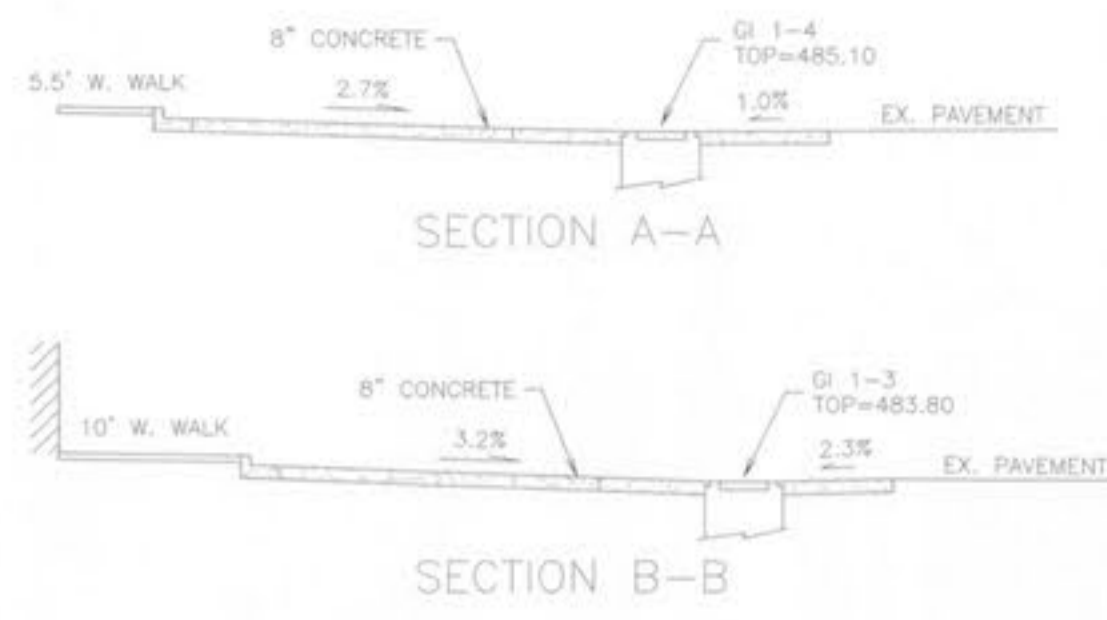 8" CONCRETE
GI 1-4
TOP=485.10
5.5' W. WALK
2.7%
1.0%
EX. PAVEMENT
SECTION A-A
8" CONCRETE
GI 1-3
TOP=483.80
10' W. WALK
3.2%
2.3%
EX. PAVEMENT
SECTION B-B